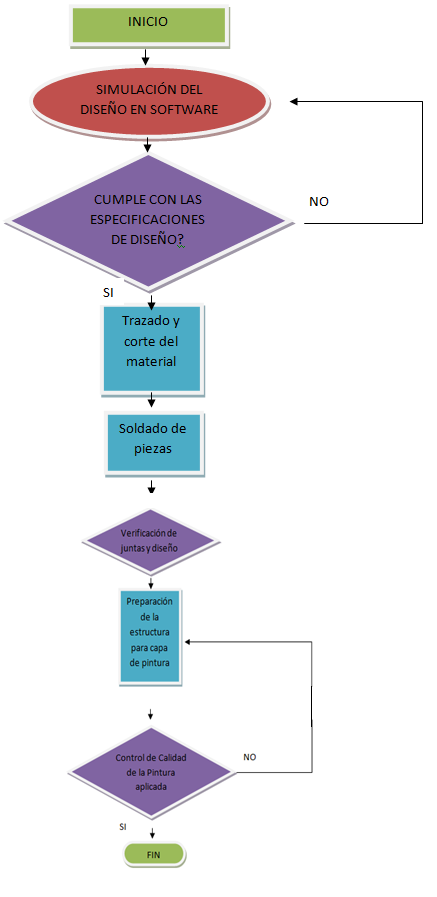 INICIO
SIMULACIÓN DEL
DISEÑO EN SOFTWARE
CUMPLE CON LAS
ESPECIFICACIONES
DE DISEÑO?
NO
SI
Trazado y
corte del
material
Soldado de
piezas
Verificación de
juntas y diseño
Preparación
de la
estructura
para capa
de pintura
Control de Calidad
de la Pintura
aplicada
NO
SI
FIN